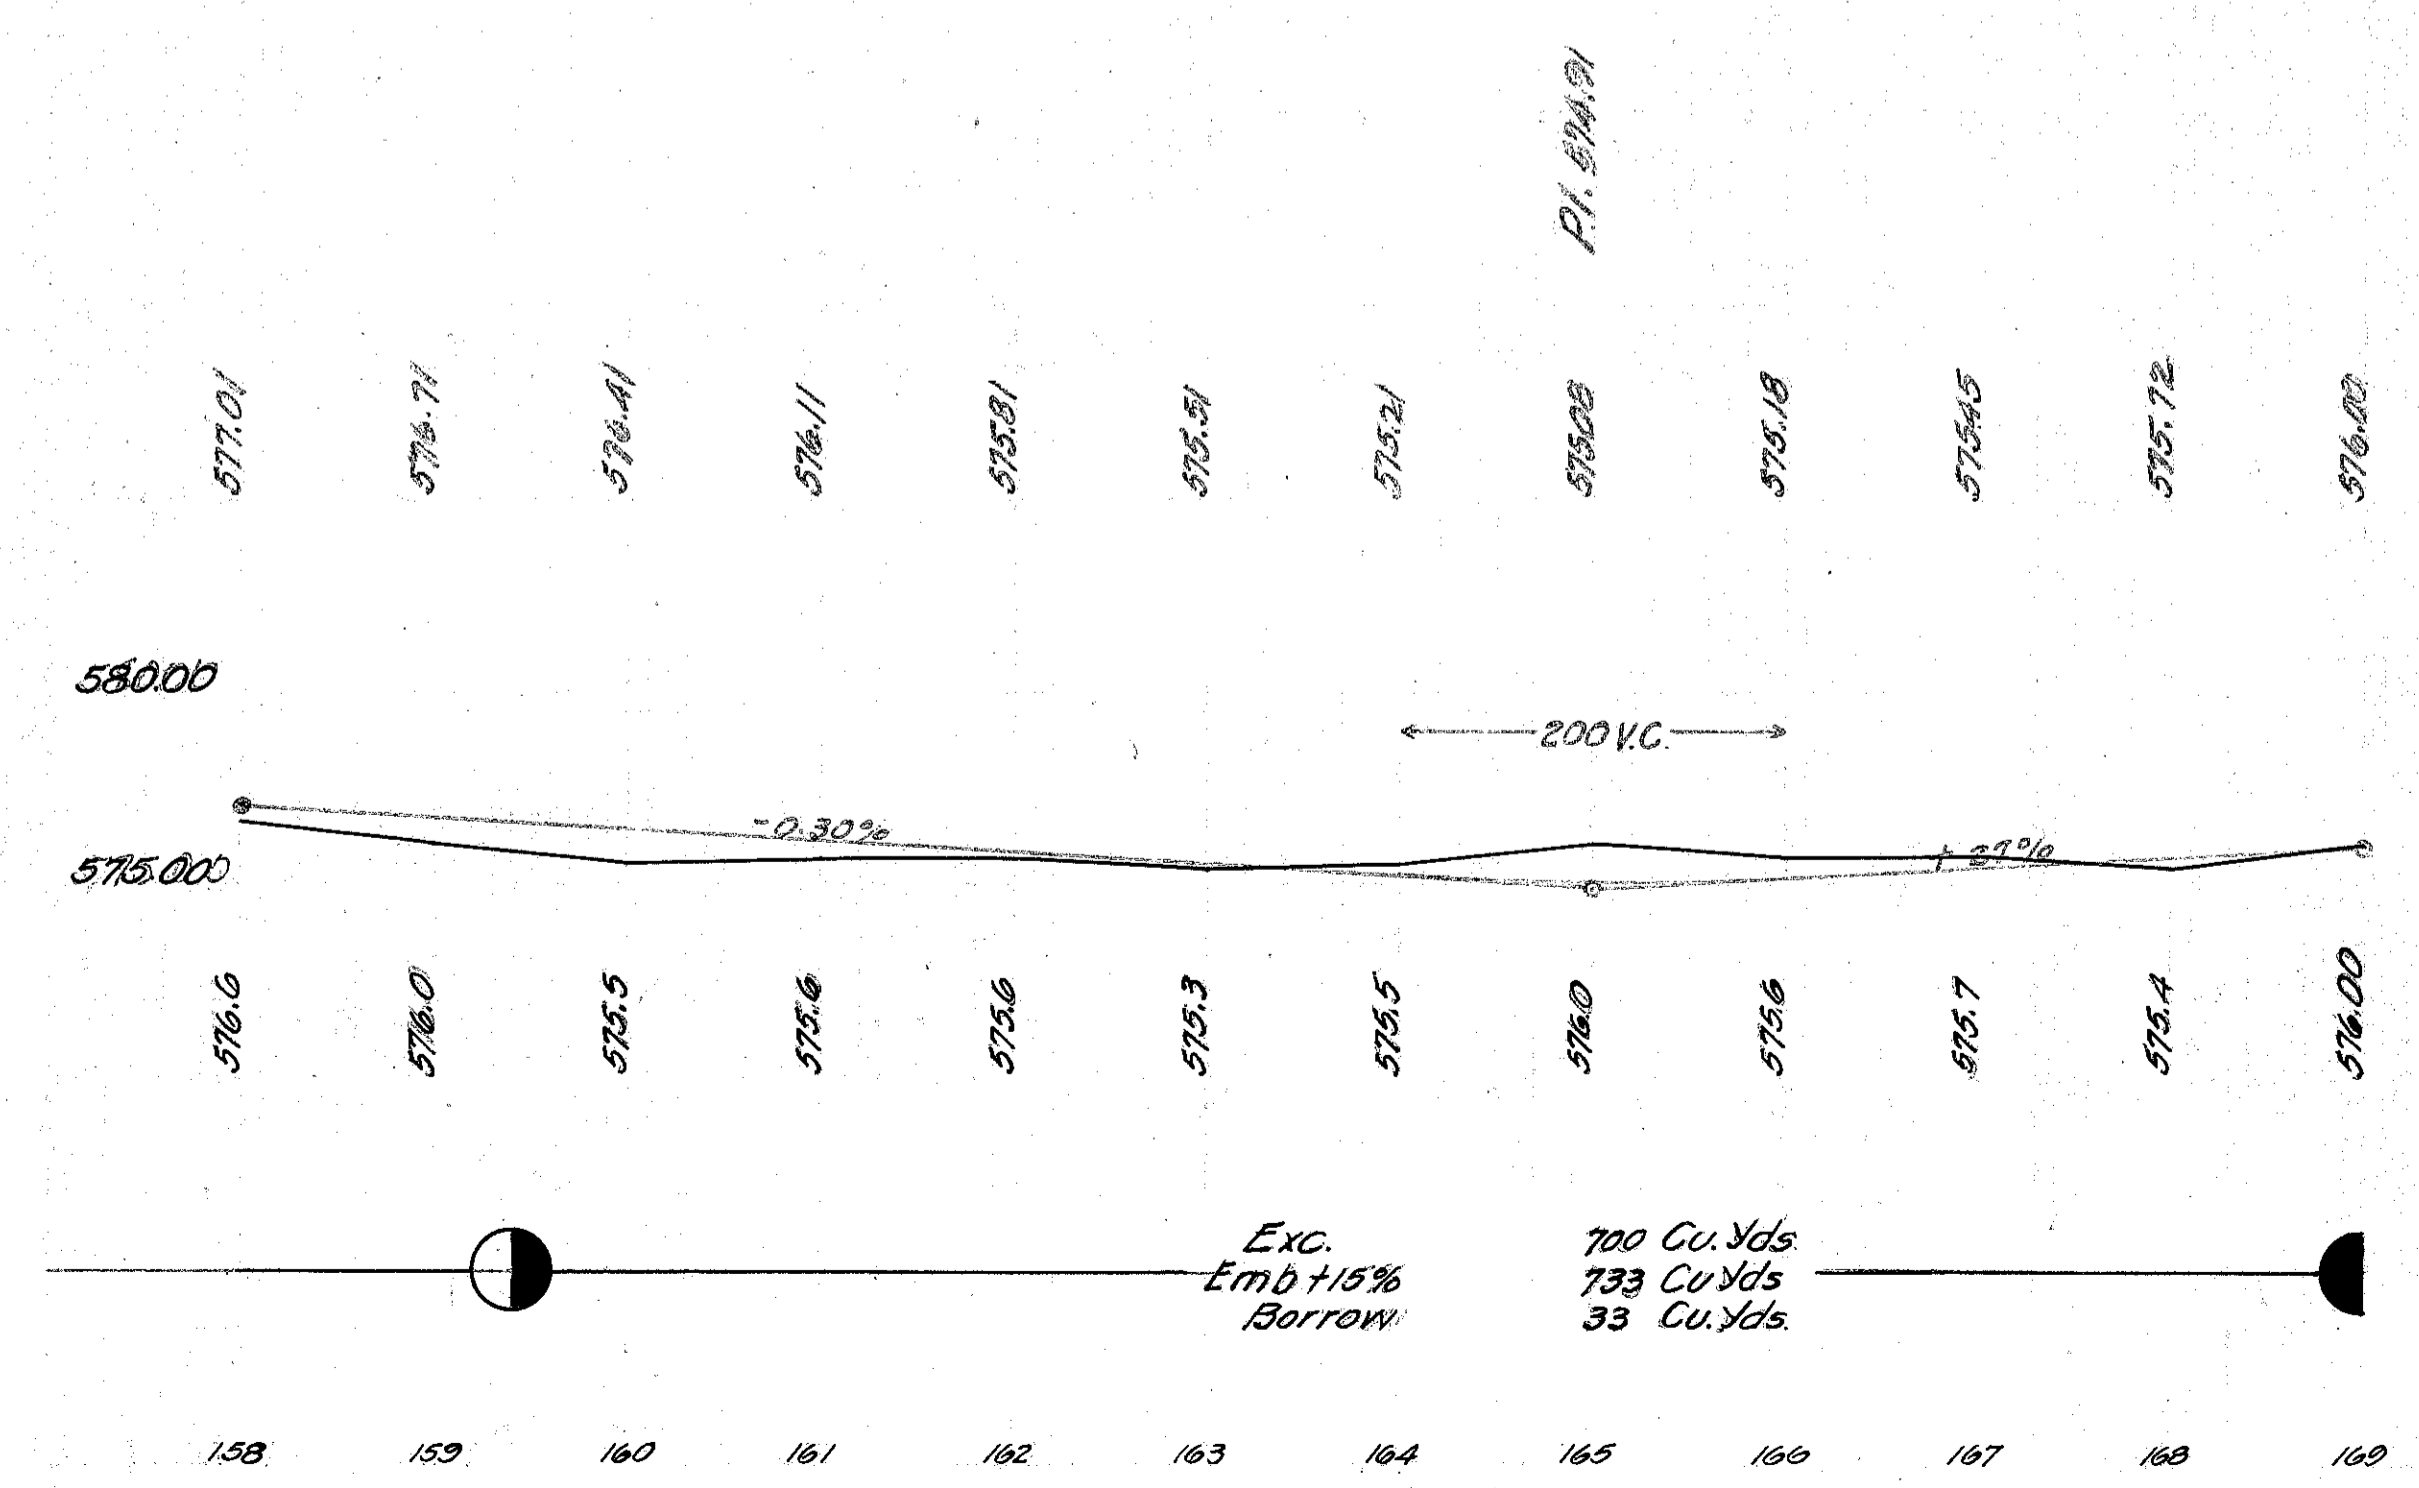 P.I. 574.91
577.01 576.71 576.41 576.11 575.81 575.51 575.21 575.08 575.18 575.45 575.72 576.00
580.00
200 V.C.
-0.30%
+.27%
575.00
576.6 576.0 575.5 575.6 575.6 575.3 575.5 576.0 575.6 575.7 575.4 576.00
Exc. 700 Cu. Yds.
Emb +15% 733 Cu Yds
Borrow 33 Cu. Yds.
158 159 160 161 162 163 164 165 166 167 168 169